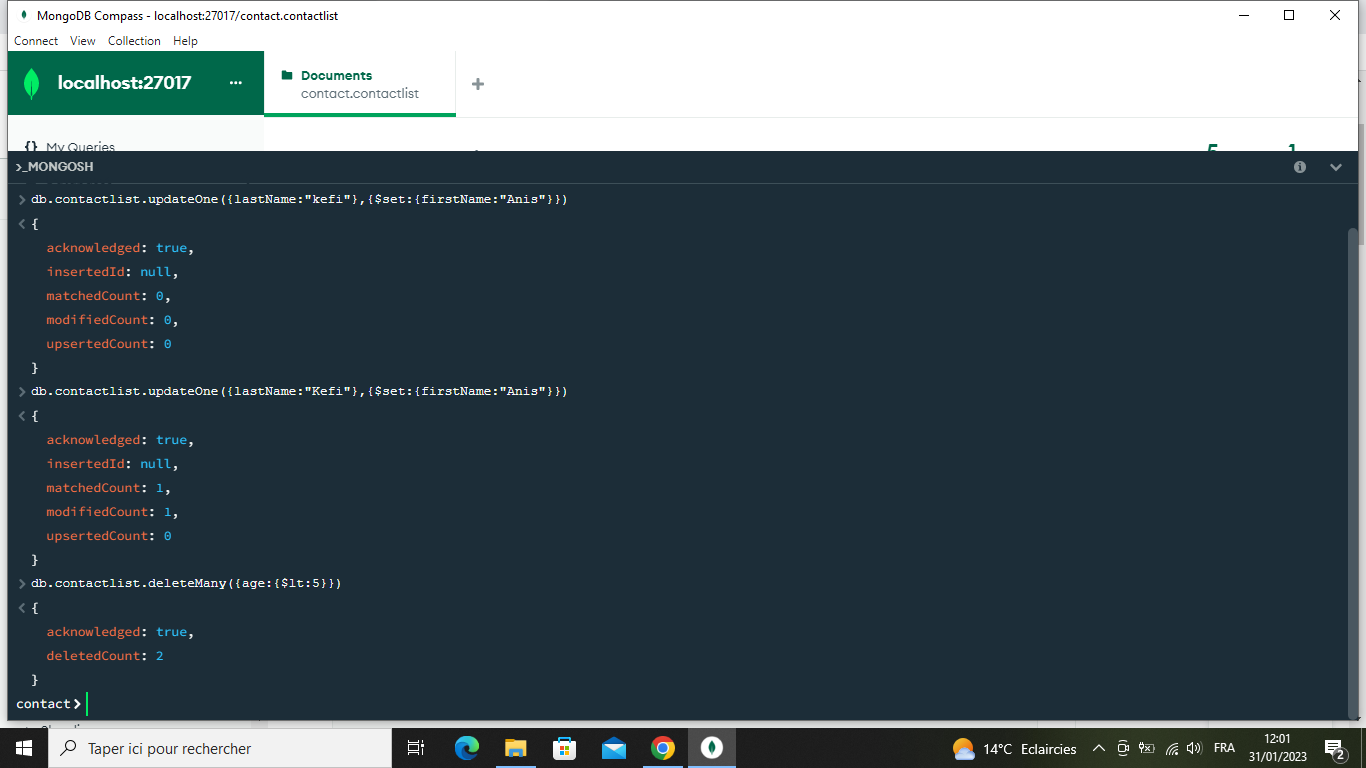 MongoDB Compass - localhost:27017/contact.contactlist
Connect View Collection Help
localhost:27017 ...
Documents
contact.contactlist
+
{} My Queries
5 1
>_MONGOSH
> db.contactlist.updateOne({lastName:"kefi"},{$set:{firstName:"Anis"}})
< {
acknowledged: true,
insertedId: null,
matchedCount: 0,
modifiedCount: 0,
upsertedCount: 0
}
> db.contactlist.updateOne({lastName:"Kefi"},{$set:{firstName:"Anis"}})
< {
acknowledged: true,
insertedId: null,
matchedCount: 1,
modifiedCount: 1,
upsertedCount: 0
}
> db.contactlist.deleteMany({age:{$lt:5}})
< {
acknowledged: true,
deletedCount: 2
}
contact>
Taper ici pour rechercher
14°C Eclaircies
FRA
12:01
31/01/2023
2